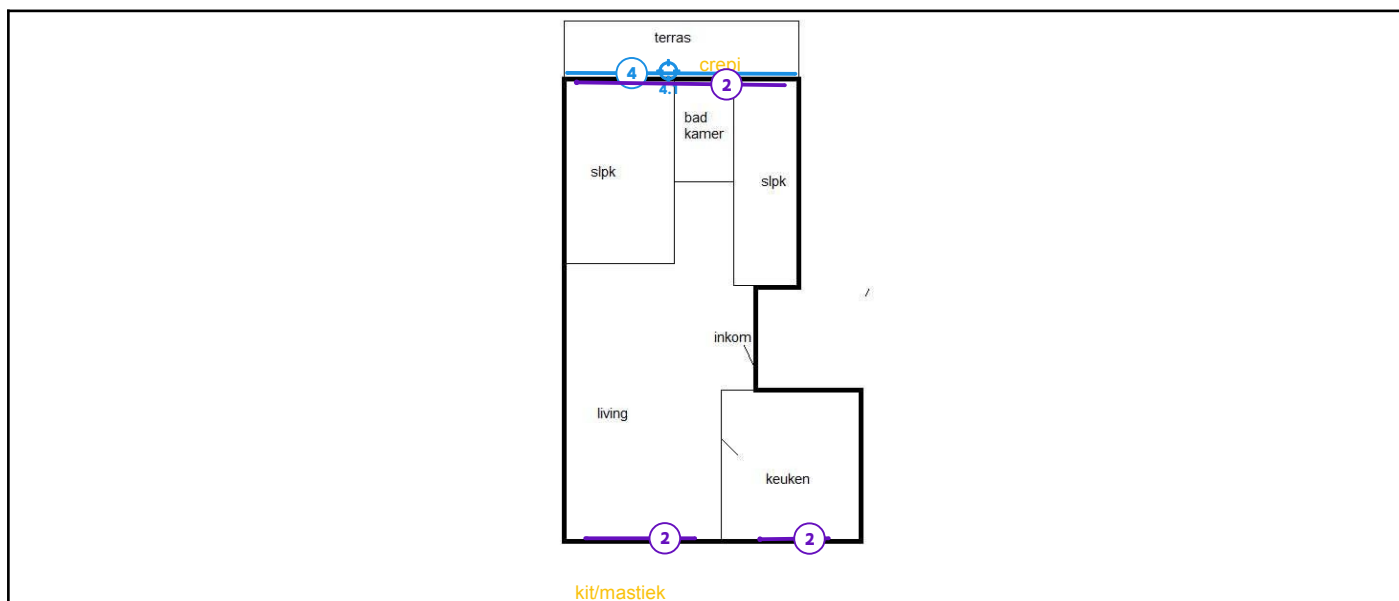 terras
crepi
4
4.1
2
bad
kamer
slpk
slpk
inkom
living
keuken
2
2
kit/mastiek